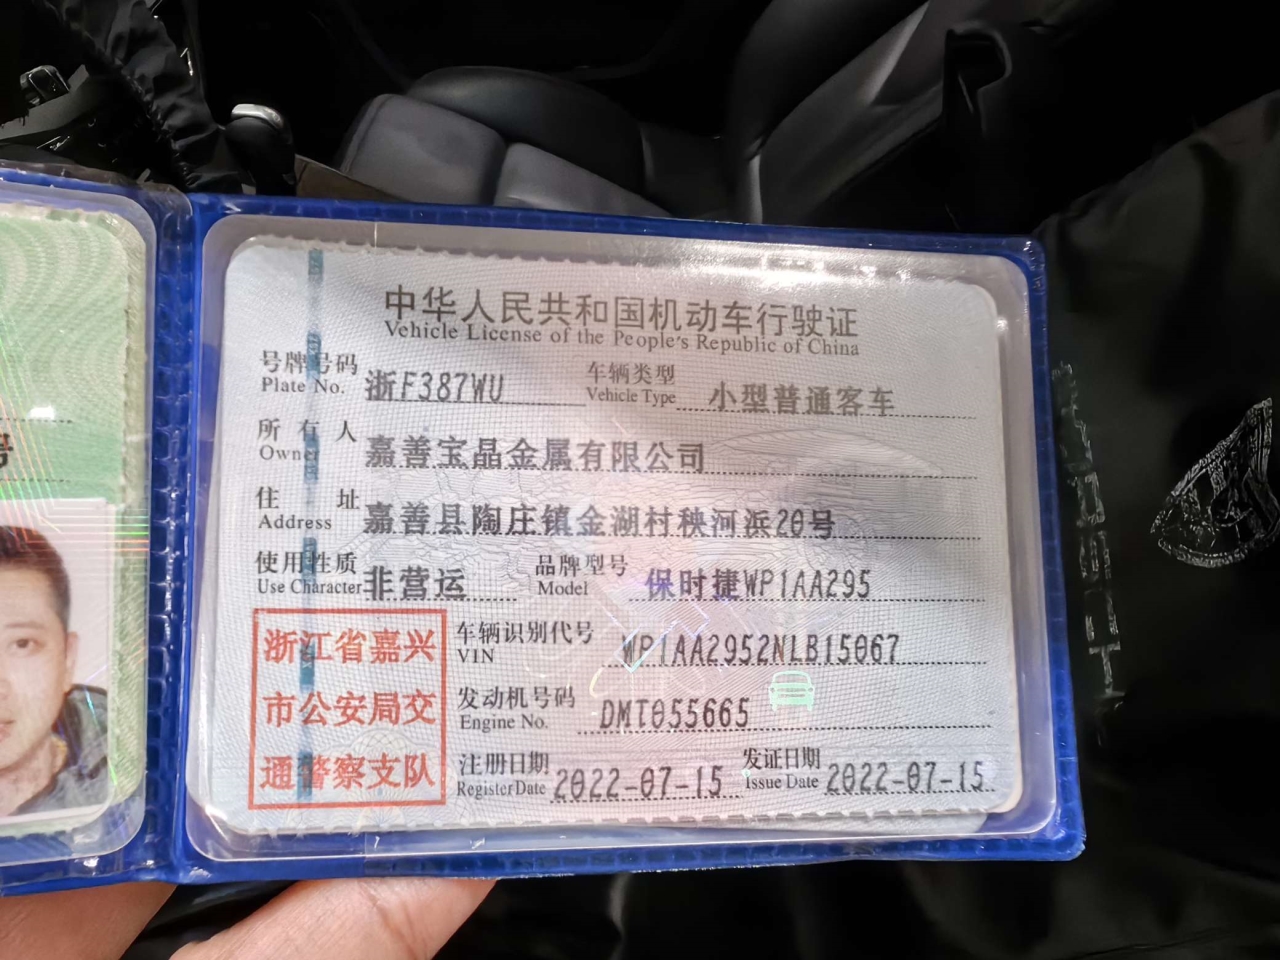 中华人民共和国机动车行驶证
Vehicle License of the People's Republic of China
号牌号码 浙F387WU 车辆类型 小型普通客车
Plate No. Vehicle Type
所有人 嘉善宝晶金属有限公司
Owner
住址 嘉善县陶庄镇金湖村秧河浜20号
Address
使用性质 非营运 品牌型号 保时捷WP1AA295
Use Character Model
浙江省嘉兴
市公安局交
通警察支队
车辆识别代号 WP1AA2952NLB15067
VIN
发动机号码 DMT055665
Engine No.
注册日期 2022-07-15 发证日期 2022-07-15
Register Date Issue Date
号